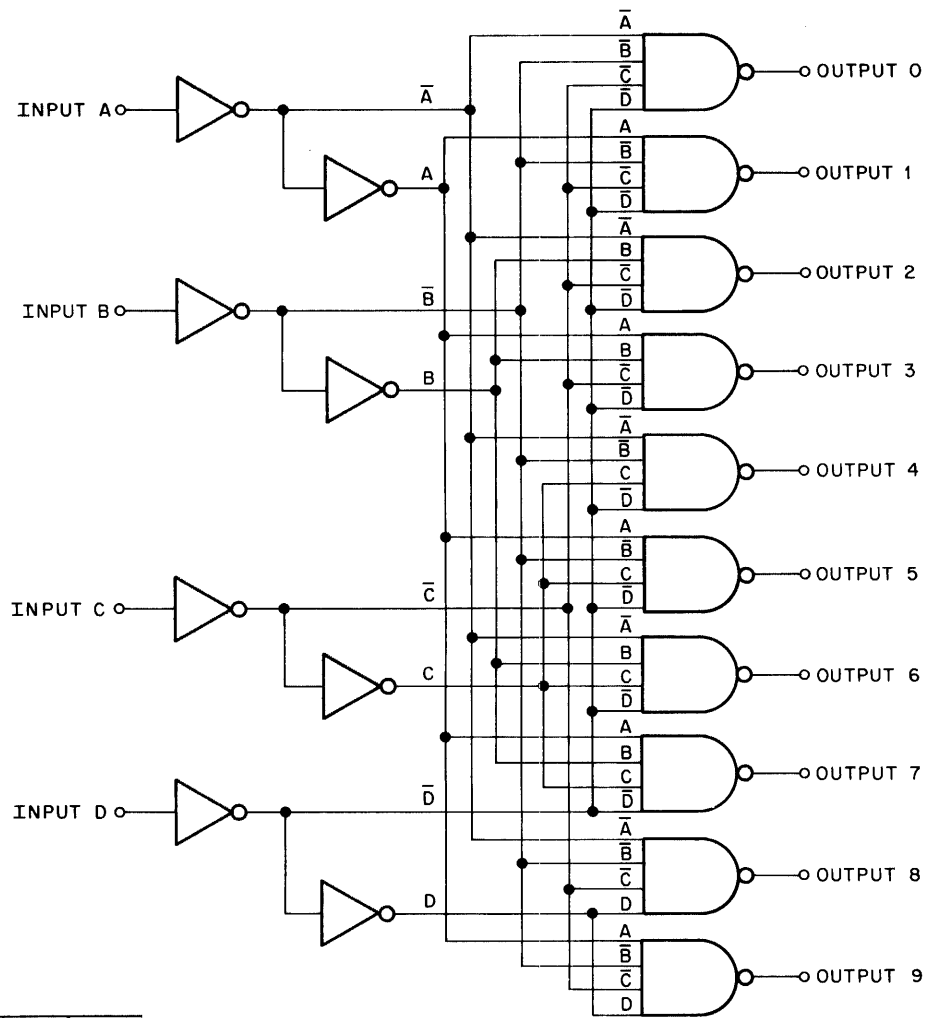 A̅
B̅
C̅
D̅
OUTPUT 0
INPUT A
A̅
A
A
B̅
C̅
D̅
OUTPUT 1
A̅
B
C̅
D̅
OUTPUT 2
INPUT B
B̅
B
A
B
C̅
D̅
OUTPUT 3
A̅
B̅
C
D̅
OUTPUT 4
A
B̅
C
D̅
OUTPUT 5
INPUT C
C̅
C
A̅
B
C
D̅
OUTPUT 6
A
B
C
D̅
OUTPUT 7
INPUT D
D̅
D
A̅
B̅
C̅
D
OUTPUT 8
A
B̅
C̅
D
OUTPUT 9